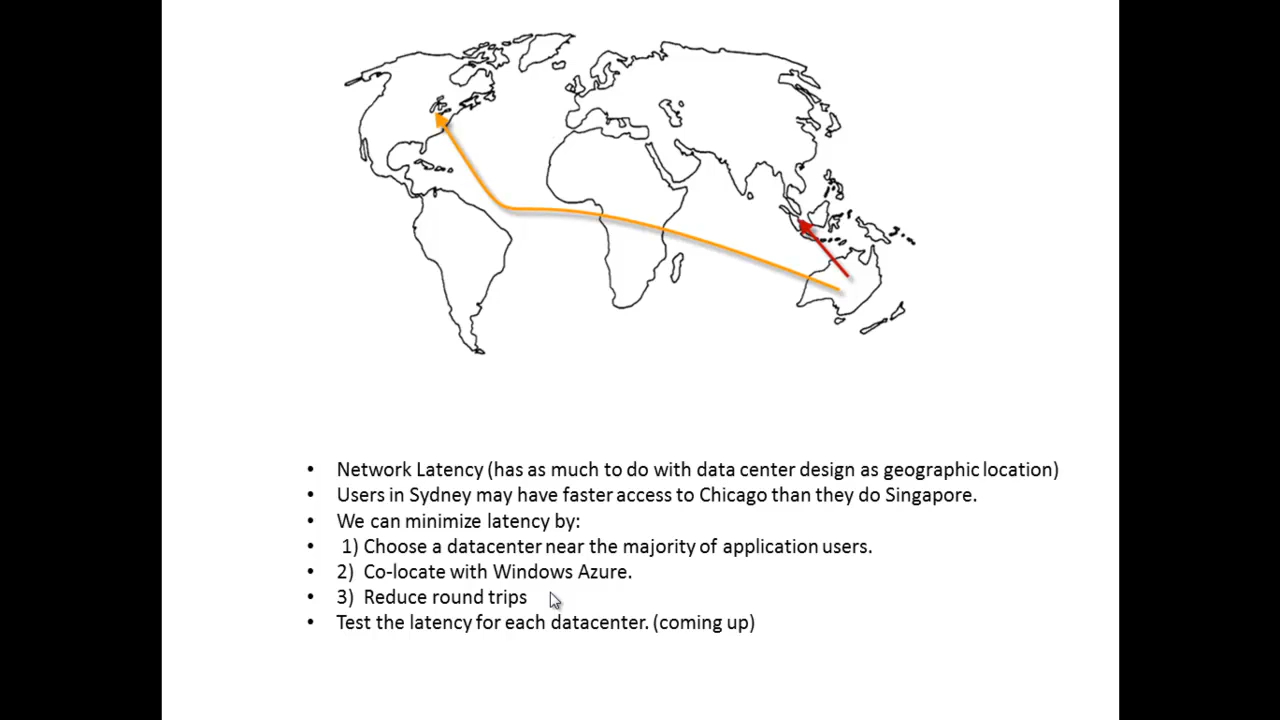 • Network Latency (has as much to do with data center design as geographic location)
• Users in Sydney may have faster access to Chicago than they do Singapore.
• We can minimize latency by:
• 1) Choose a datacenter near the majority of application users.
• 2) Co-locate with Windows Azure.
• 3) Reduce round trips
• Test the latency for each datacenter. (coming up)